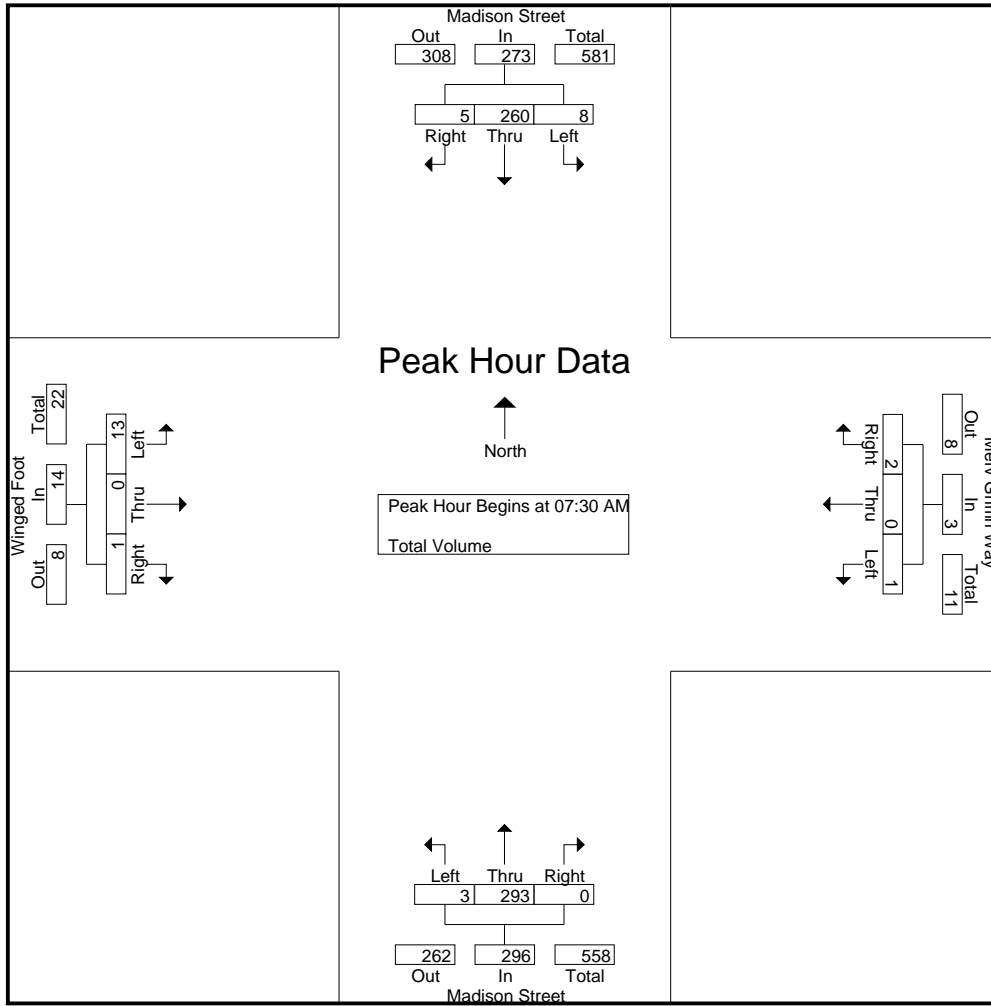 Madison Street
Out In Total
308 273 581
5 260 8
Right Thru Left
Peak Hour Data
North
Peak Hour Begins at 07:30 AM
Total Volume
Winged Foot
Total In Out
22 14 8
13 0 1
Left Thru Right
Right Thru Left
2 0 1
8 3 11
Out In Total
Way
Left Thru Right
3 293 0
262 296 558
Out In Total
Madison Street